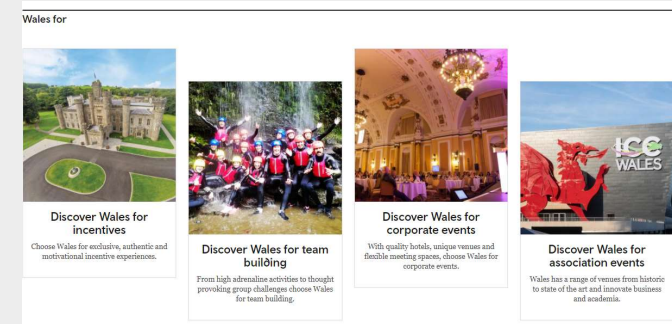 Wales for
Discover Wales for
incentives
Choose Wales for exclusive, authentic and
motivational incentive experiences.
Discover Wales for team
builðing
From high adrenaline activities to thought
provoking group challenges choose Wales
for team building.
Discover Wales for
corporate events
With quality hotels, unique venues and
flexible meeting spaces, choose Wales for
corporate events.
ICC
WALES
Discover Wales for
association events
Wales has a range of venues from historic
to state of the art and innovate business
and academia.